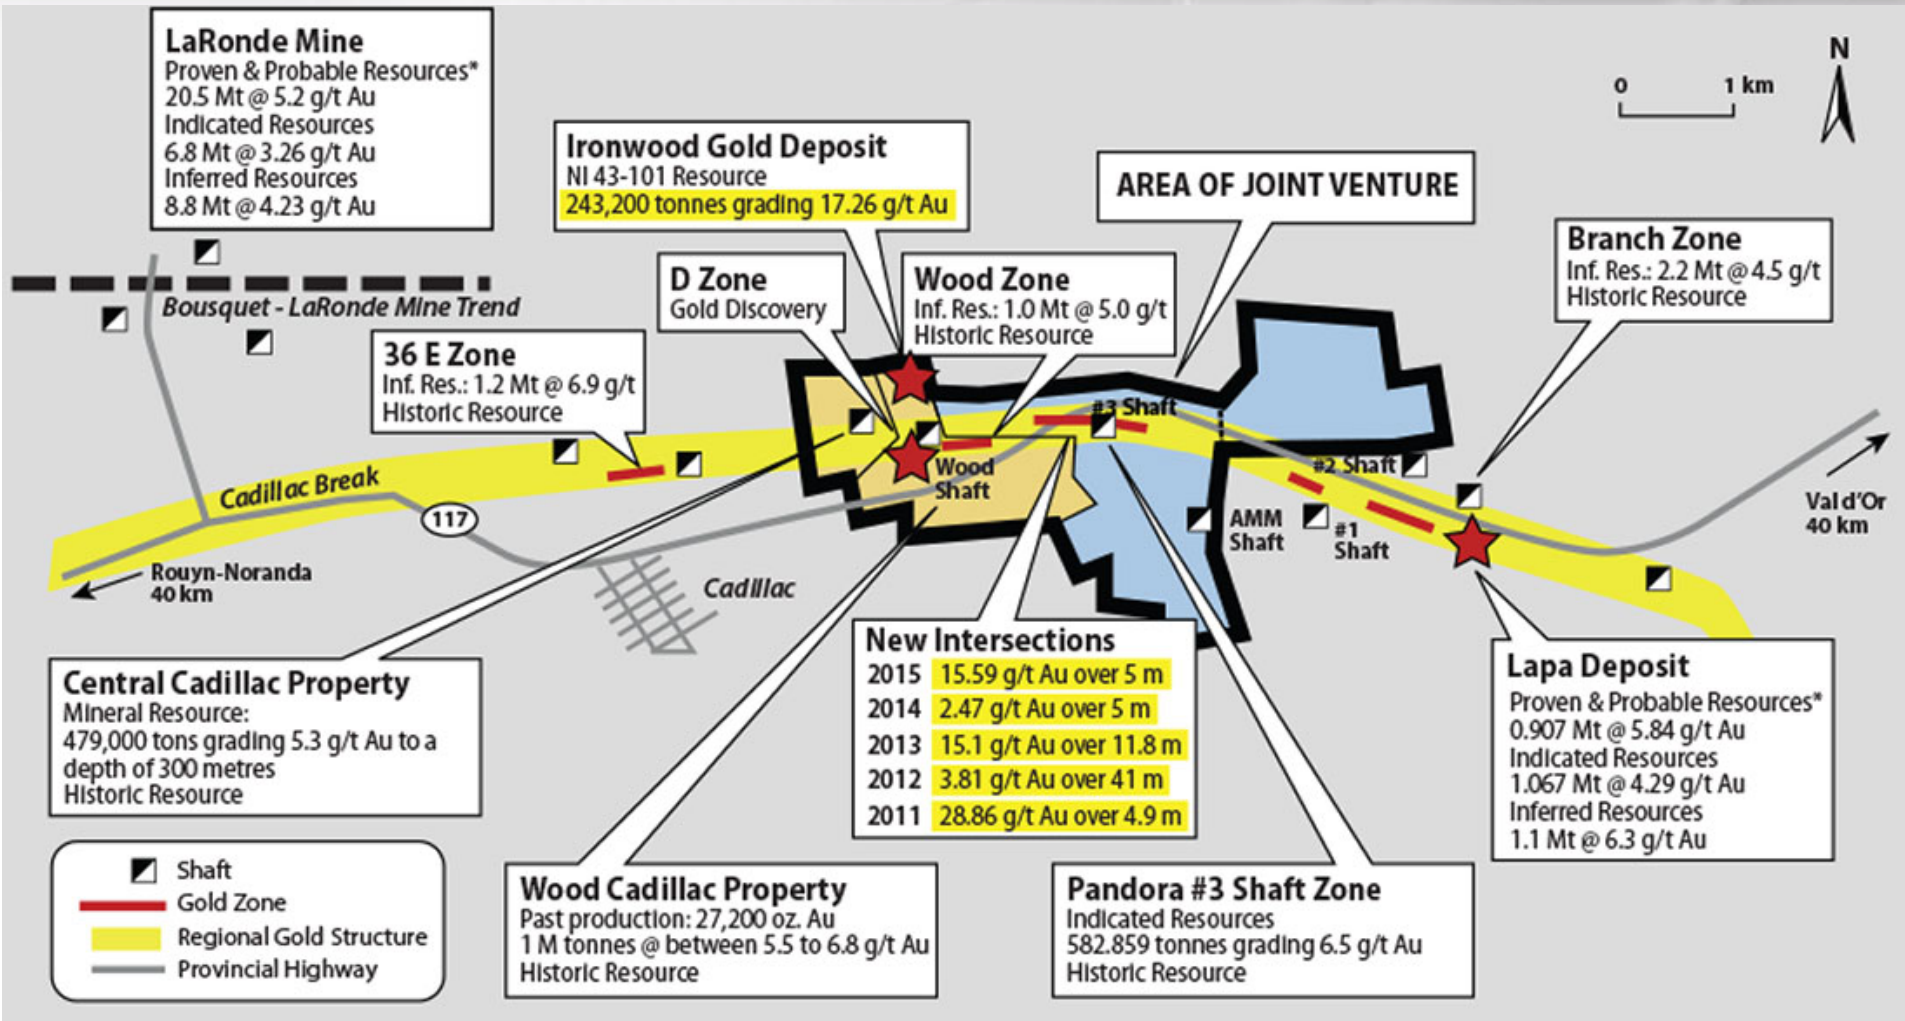 LaRonde Mine
Proven & Probable Resources*
20.5 Mt @ 5.2 g/t Au
Indicated Resources
6.8 Mt @ 3.26 g/t Au
Inferred Resources
8.8 Mt @ 4.23 g/t Au
Ironwood Gold Deposit
NI 43-101 Resource
243,200 tonnes grading 17.26 g/t Au
AREA OF JOINT VENTURE
0 1 km
N
Branch Zone
Inf. Res.: 2.2 Mt @ 4.5 g/t
Historic Resource
D Zone
Gold Discovery
Wood Zone
Inf. Res.: 1.0 Mt @ 5.0 g/t
Historic Resource
Bousquet - LaRonde Mine Trend
36 E Zone
Inf. Res.: 1.2 Mt @ 6.9 g/t
Historic Resource
#3 Shaft
Wood
Shaft
#2 Shaft
Cadillac Break
117
AMM
Shaft
#1
Shaft
Val d'Or
40 km
Rouyn-Noranda
40 km
Cadillac
New Intersections
2015 15.59 g/t Au over 5 m
2014 2.47 g/t Au over 5 m
2013 15.1 g/t Au over 11.8 m
2012 3.81 g/t Au over 41 m
2011 28.86 g/t Au over 4.9 m
Central Cadillac Property
Mineral Resource:
479,000 tons grading 5.3 g/t Au to a
depth of 300 metres
Historic Resource
Lapa Deposit
Proven & Probable Resources*
0.907 Mt @ 5.84 g/t Au
Indicated Resources
1.067 Mt @ 4.29 g/t Au
Inferred Resources
1.1 Mt @ 6.3 g/t Au
Shaft
Gold Zone
Regional Gold Structure
Provincial Highway
Wood Cadillac Property
Past production: 27,200 oz. Au
1 M tonnes @ between 5.5 to 6.8 g/t Au
Historic Resource
Pandora #3 Shaft Zone
Indicated Resources
582.859 tonnes grading 6.5 g/t Au
Historic Resource